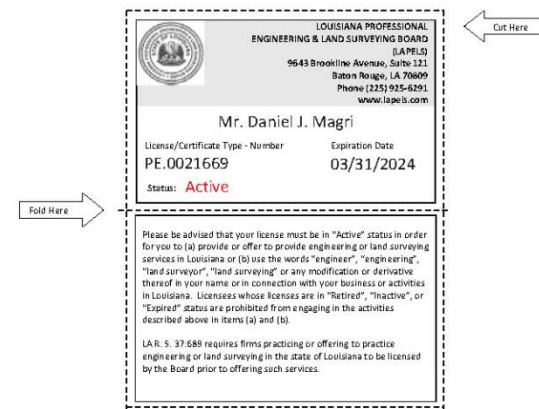 LOUISIANA PROFESSIONAL
ENGINEERING & LAND SURVEYING BOARD
(LAPELS)
9643 Brookline Avenue, Suite 121
Baton Rouge, LA 70809
Phone (225) 925-6291
www.lapels.com
Cut Here
Mr. Daniel J. Magri
License/Certificate Type - Number Expiration Date
PE.0021669 03/31/2024
Status: Active
Fold Here
Please be advised that your license must be in "Active" status in order
for you to (a) provide or offer to provide engineering or land surveying
services in Louisiana or (b) use the words "engineer", "engineering",
"land surveyor", "land surveying" or any modification or derivative
thereof in your name or in connection with your business or activities
in Louisiana. Licensees whose licenses are in "Retired", "Inactive", or
"Expired" status are prohibited from engaging in the activities
described above in items (a) and (b).
LA R. S. 37:689 requires firms practicing or offering to practice
engineering or land surveying in the state of Louisiana to be licensed
by the Board prior to offering such services.